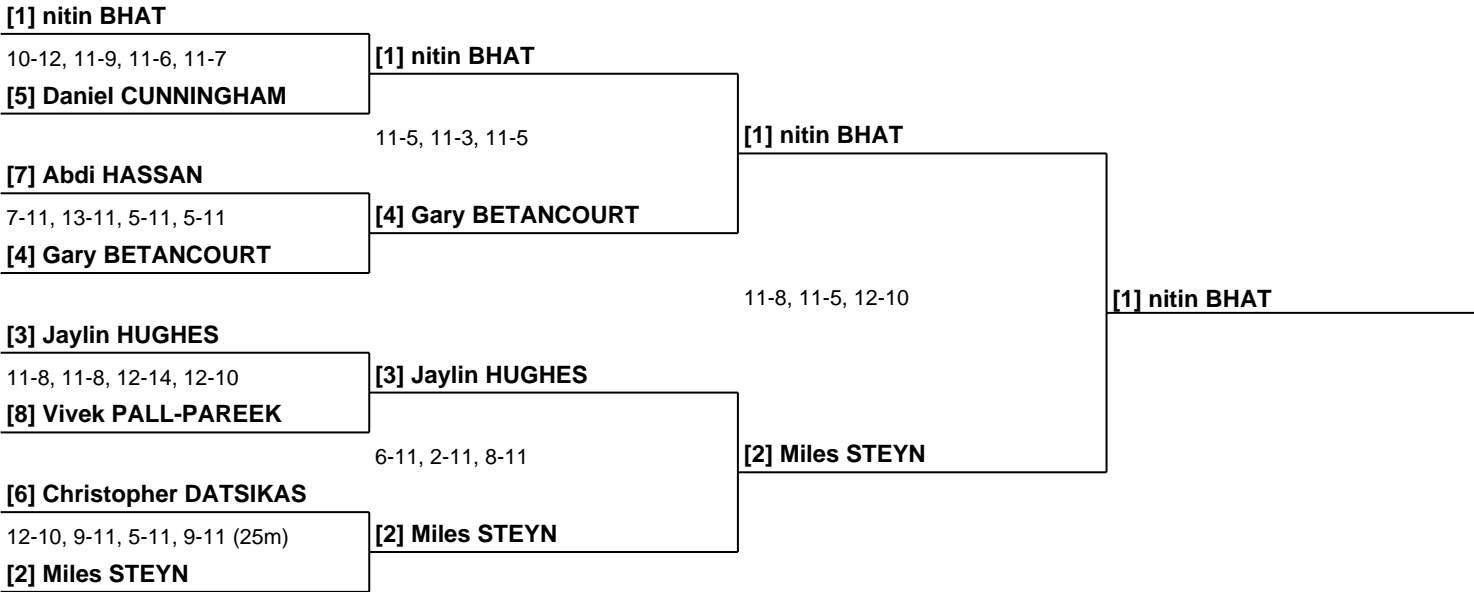 [1] nitin BHAT
10-12, 11-9, 11-6, 11-7
[5] Daniel CUNNINGHAM
[7] Abdi HASSAN
7-11, 13-11, 5-11, 5-11
[4] Gary BETANCOURT
[3] Jaylin HUGHES
11-8, 11-8, 12-14, 12-10
[8] Vivek PALL-PAREEK
[6] Christopher DATSIKAS
12-10, 9-11, 5-11, 9-11 (25m)
[2] Miles STEYN
[1] nitin BHAT
11-5, 11-3, 11-5
[4] Gary BETANCOURT
[3] Jaylin HUGHES
6-11, 2-11, 8-11
[2] Miles STEYN
[1] nitin BHAT
11-8, 11-5, 12-10
[2] Miles STEYN
[1] nitin BHAT